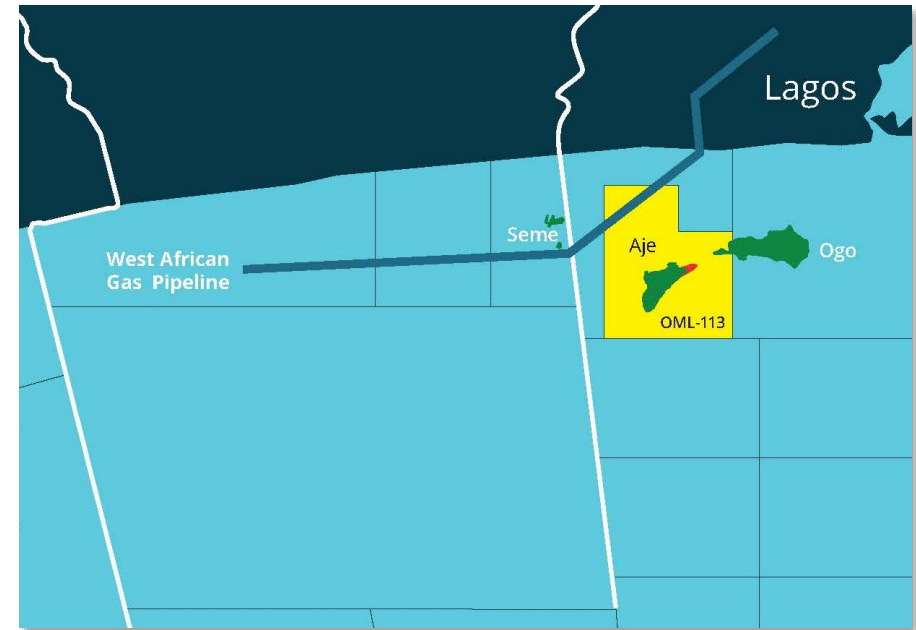 Lagos
Seme
Aje
Ogo
West African
Gas Pipeline
OML-113